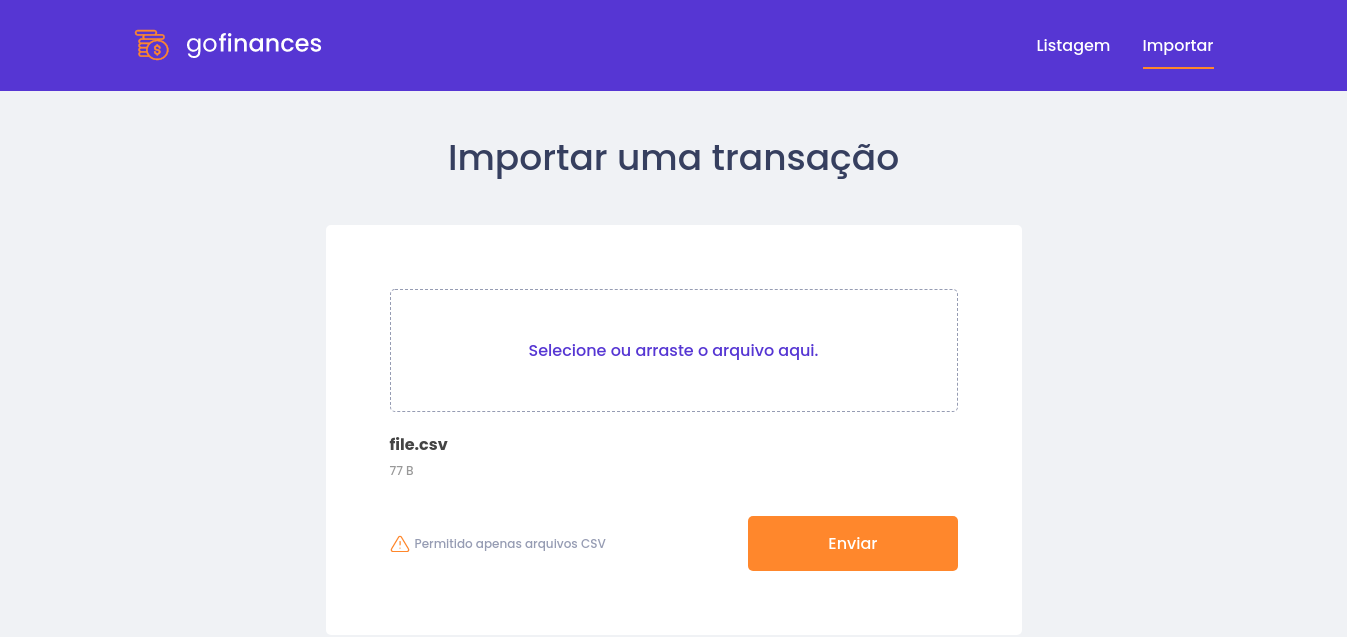 gofinances
Listagem
Importar
Importar uma transação
Selecione ou arraste o arquivo aqui.
file.csv
77 B
Permitido apenas arquivos CSV
Enviar